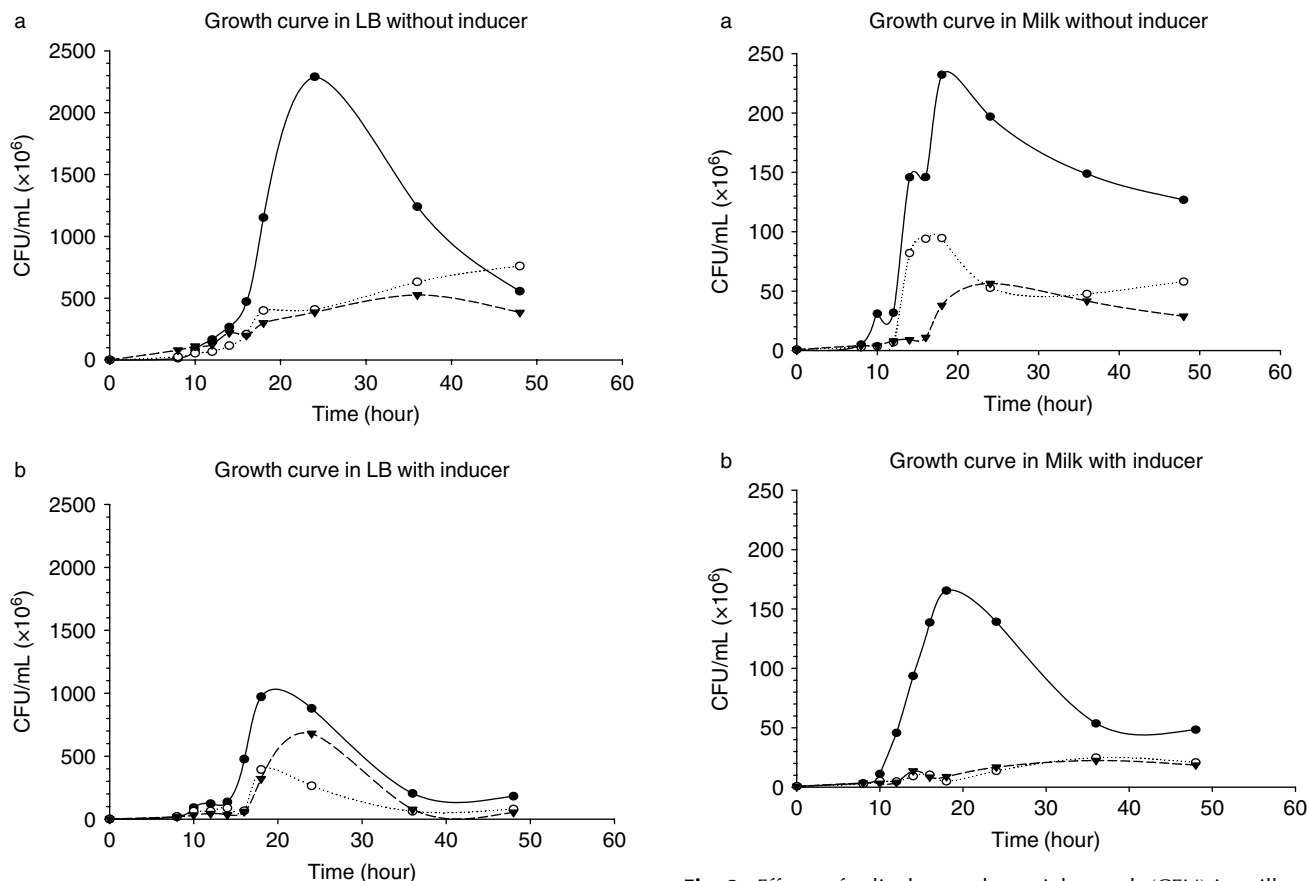 a
Growth curve in LB without inducer
2500
2000
1500
1000
500
0
CFU/mL (×10⁶)
0 10 20 30 40 50 60
Time (hour)
b
Growth curve in LB with inducer
2500
2000
1500
1000
500
0
CFU/mL (×10⁶)
0 10 20 30 40 50 60
Time (hour)
a
Growth curve in Milk without inducer
250
200
150
100
50
0
CFU/mL (×10⁶)
0 10 20 30 40 50 60
Time (hour)
b
Growth curve in Milk with inducer
250
200
150
100
50
0
CFU/mL (×10⁶)
0 10 20 30 40 50 60
Time (hour)